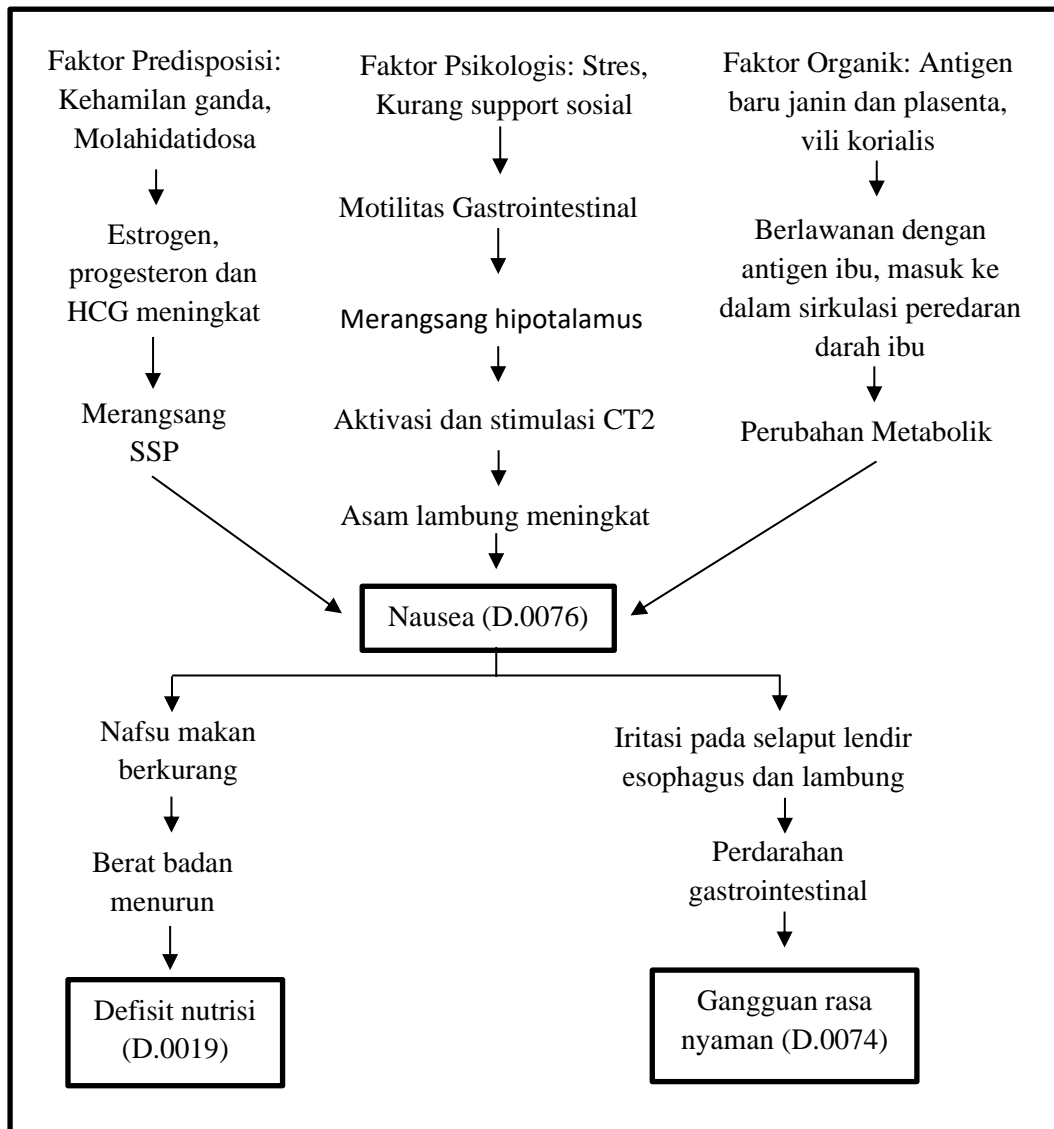 Faktor Predisposisi:
Kehamilan ganda,
Molahidatidosa
Estrogen,
progesteron dan
HCG meningkat
Merangsang
SSP
Faktor Psikologis: Stres,
Kurang support sosial
Motilitas Gastrointestinal
Merangsang hipotalamus
Aktivasi dan stimulasi CT2
Asam lambung meningkat
Faktor Organik: Antigen
baru janin dan plasenta,
vili korialis
Berlawanan dengan
antigen ibu, masuk ke
dalam sirkulasi peredaran
darah ibu
Perubahan Metabolik
Nausea (D.0076)
Nafsu makan
berkurang
Berat badan
menurun
Defisit nutrisi
(D.0019)
Iritasi pada selaput lendir
esophagus dan lambung
Perdarahan
gastrointestinal
Gangguan rasa
nyaman (D.0074)